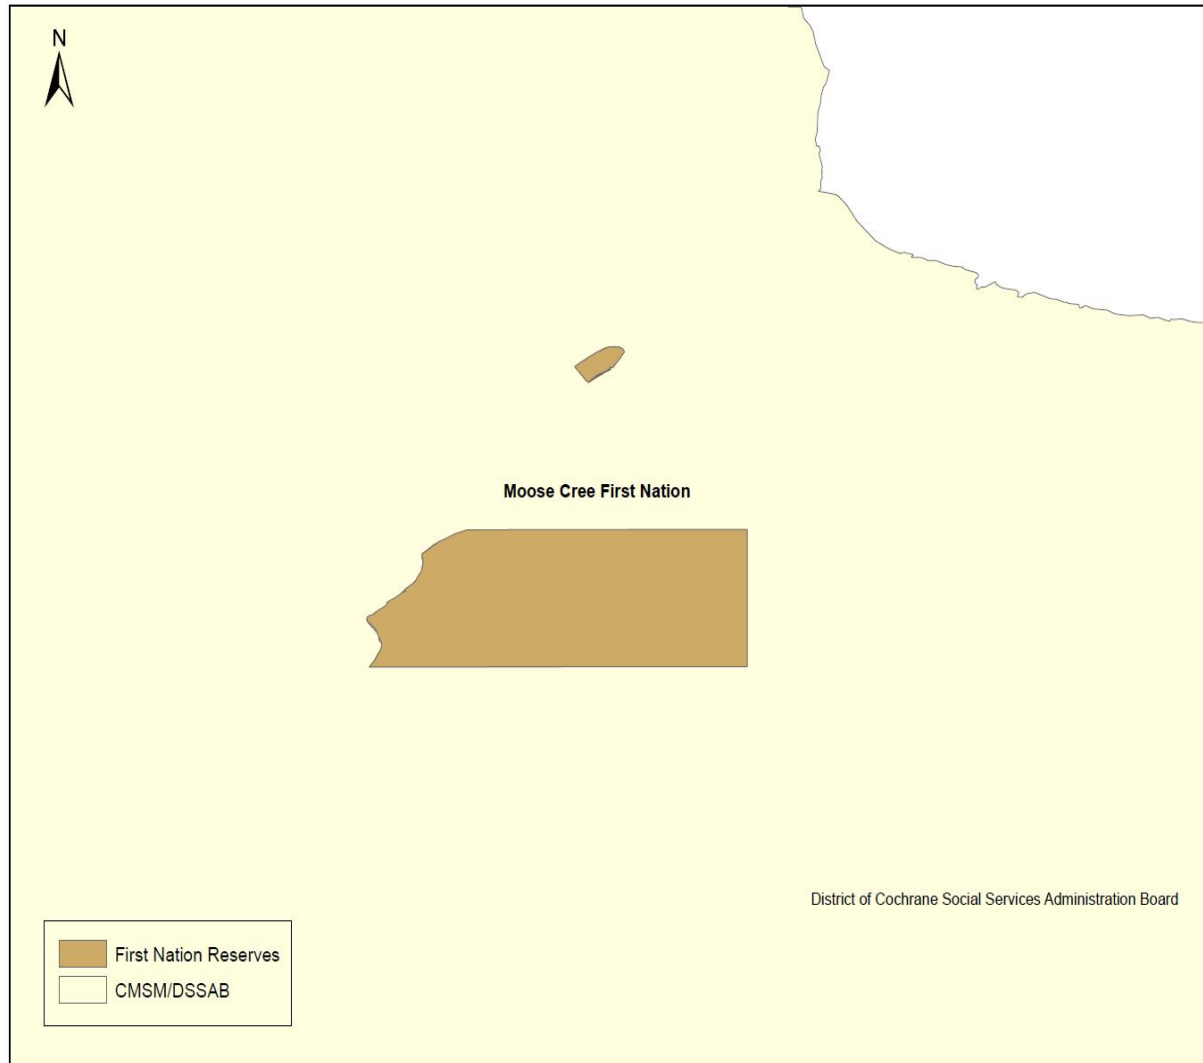 N
Moose Cree First Nation
District of Cochrane Social Services Administration Board
First Nation Reserves
CMSM/DSSAB